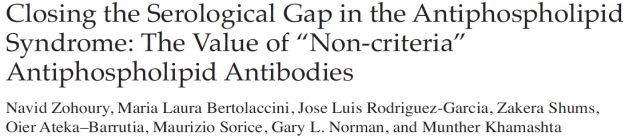 Closing the Serological Gap in the Antiphospholipid
Syndrome: The Value of “Non-criteria”
Antiphospholipid Antibodies
Navid Zohoury, Maria Laura Bertolaccini, Jose Luis Rodriguez-Garcia, Zakera Shums,
Oier Ateka–Barrutia, Maurizio Sorice, Gary L. Norman, and Munther Khamashta